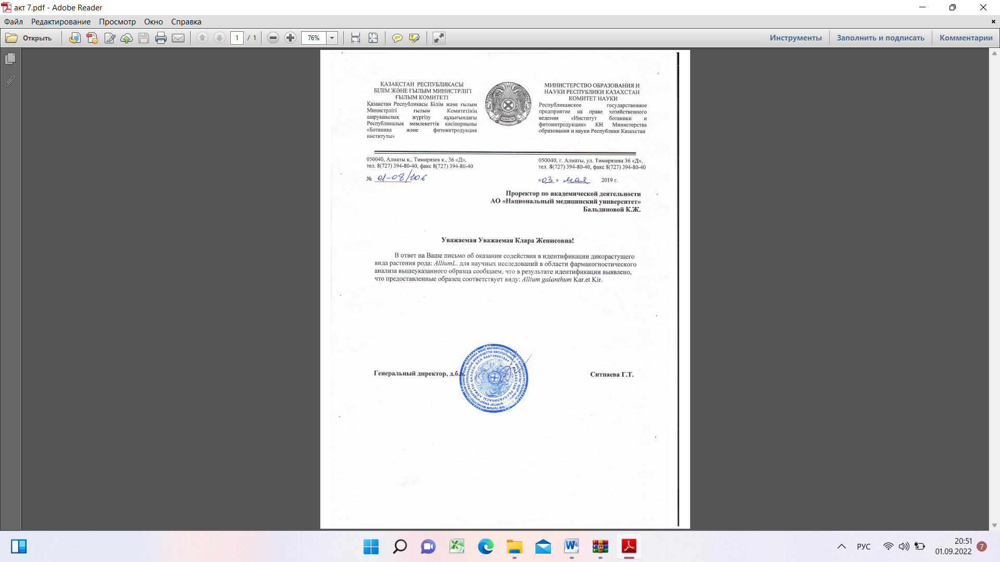 акт 7.pdf - Adobe Reader
Файл Редактирование Просмотр Окно Справка
Открыть 1 / 1 76% Инструменты Заполнить и подписать Комментарии
ҚАЗАҚСТАН РЕСПУБЛИКАСЫ
БІЛІМ ЖӘНЕ ҒЫЛЫМ МИНИСТРЛІГІ
ҒЫЛЫМ КОМИТЕТІ
Қазақстан Республикасы Білім және ғылым
Министрлігі ғылым Комитетінің
шаруашылық жүргізу құқығындағы
Республикалық мемлекеттік кәсіпорныны
«Ботаника және фитоинтродукция
институты»
МИНИСТЕРСТВО ОБРАЗОВАНИЯ И
НАУКИ РЕСПУБЛИКИ КАЗАХСТАН
КОМИТЕТ НАУКИ
Республиканское государственное
предприятие на праве хозяйственного
ведения «Институт ботаники и
фитоинтродукции» КН Министерства
образования и науки Республики Казахстан
050040, Алматы қ., Тимирязев к., 36 «Д»,
тел. 8(727) 394-80-40, факс 8(727) 394-80-40
050040, г. Алматы, ул. Тимирязева 36 «Д»,
тел. 8(727) 394-80-40, факс 8(727) 394-80-40
№ 01-08/106
«03» мая 2019 г.
Проректор по академической деятельности
АО «Национальный медицинский университет»
Бальдиновой К.Ж.
Уважаемая Уважаемая Клара Женисовна!
В ответ на Ваше письмо об оказании содействия в идентификации дикорастущего
вида растения рода: AlliumL. для научных исследований в области фармакогностического
анализа вышеуказанного образца сообщаем, что в результате идентификации выявлено,
что предоставленные образец соответствует виду: Allium galanthum Kar.et Kir.
Генеральный директор, д.б.н.
Ситпаева Г.Т.
РУС
20:51
01.09.2022
7